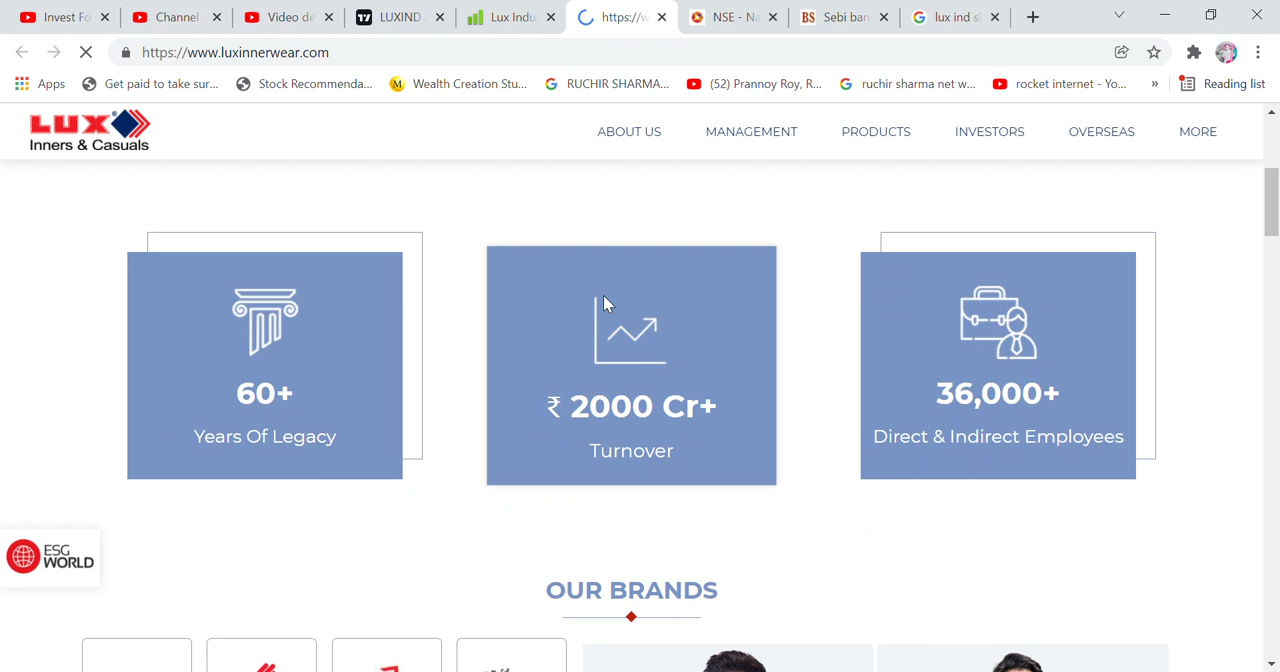 Invest Fo
Channel
Video de
LUXIND
Lux Indu
https://w
NSE - Na
BS Sebi ban
lux ind s
https://www.luxinnerwear.com
Apps
Get paid to take sur...
Stock Recommenda...
M Wealth Creation Stu...
RUCHIR SHARMA...
(52) Prannoy Roy, R...
ruchir sharma net w...
rocket internet - Yo...
»
Reading list
LUX
Inners & Casuals
ABOUT US
MANAGEMENT
PRODUCTS
INVESTORS
OVERSEAS
MORE
60+
Years Of Legacy
₹ 2000 Cr+
Turnover
36,000+
Direct & Indirect Employees
ESG
WORLD
OUR BRANDS